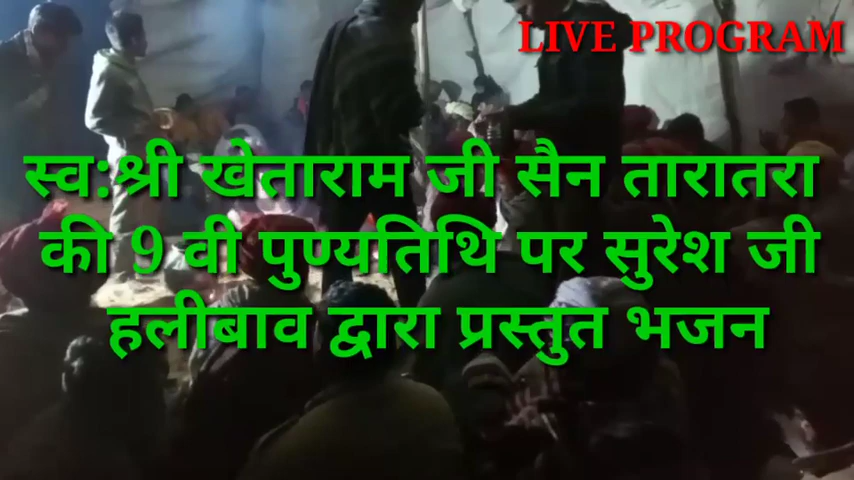 LIVE PROGRAM
स्व:श्री खेताराम जी सैन तारातरा
की 9 वी पुण्यतिथि पर सुरेश जी
हलीबाव द्वारा प्रस्तुत भजन